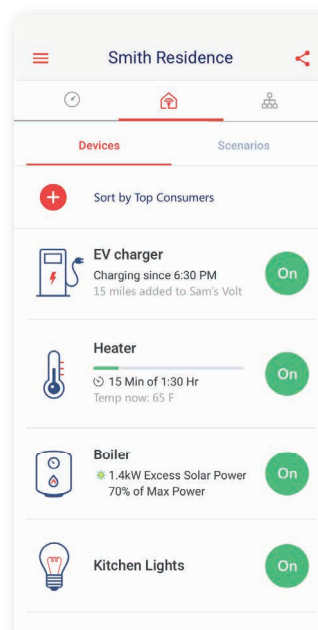 Smith Residence
Devices
Scenarios
Sort by Top Consumers
EV charger
Charging since 6:30 PM
15 miles added to Sam's Volt
On
Heater
15 Min of 1:30 Hr
Temp now: 65 F
On
Boiler
1.4kW Excess Solar Power
70% of Max Power
On
Kitchen Lights
On